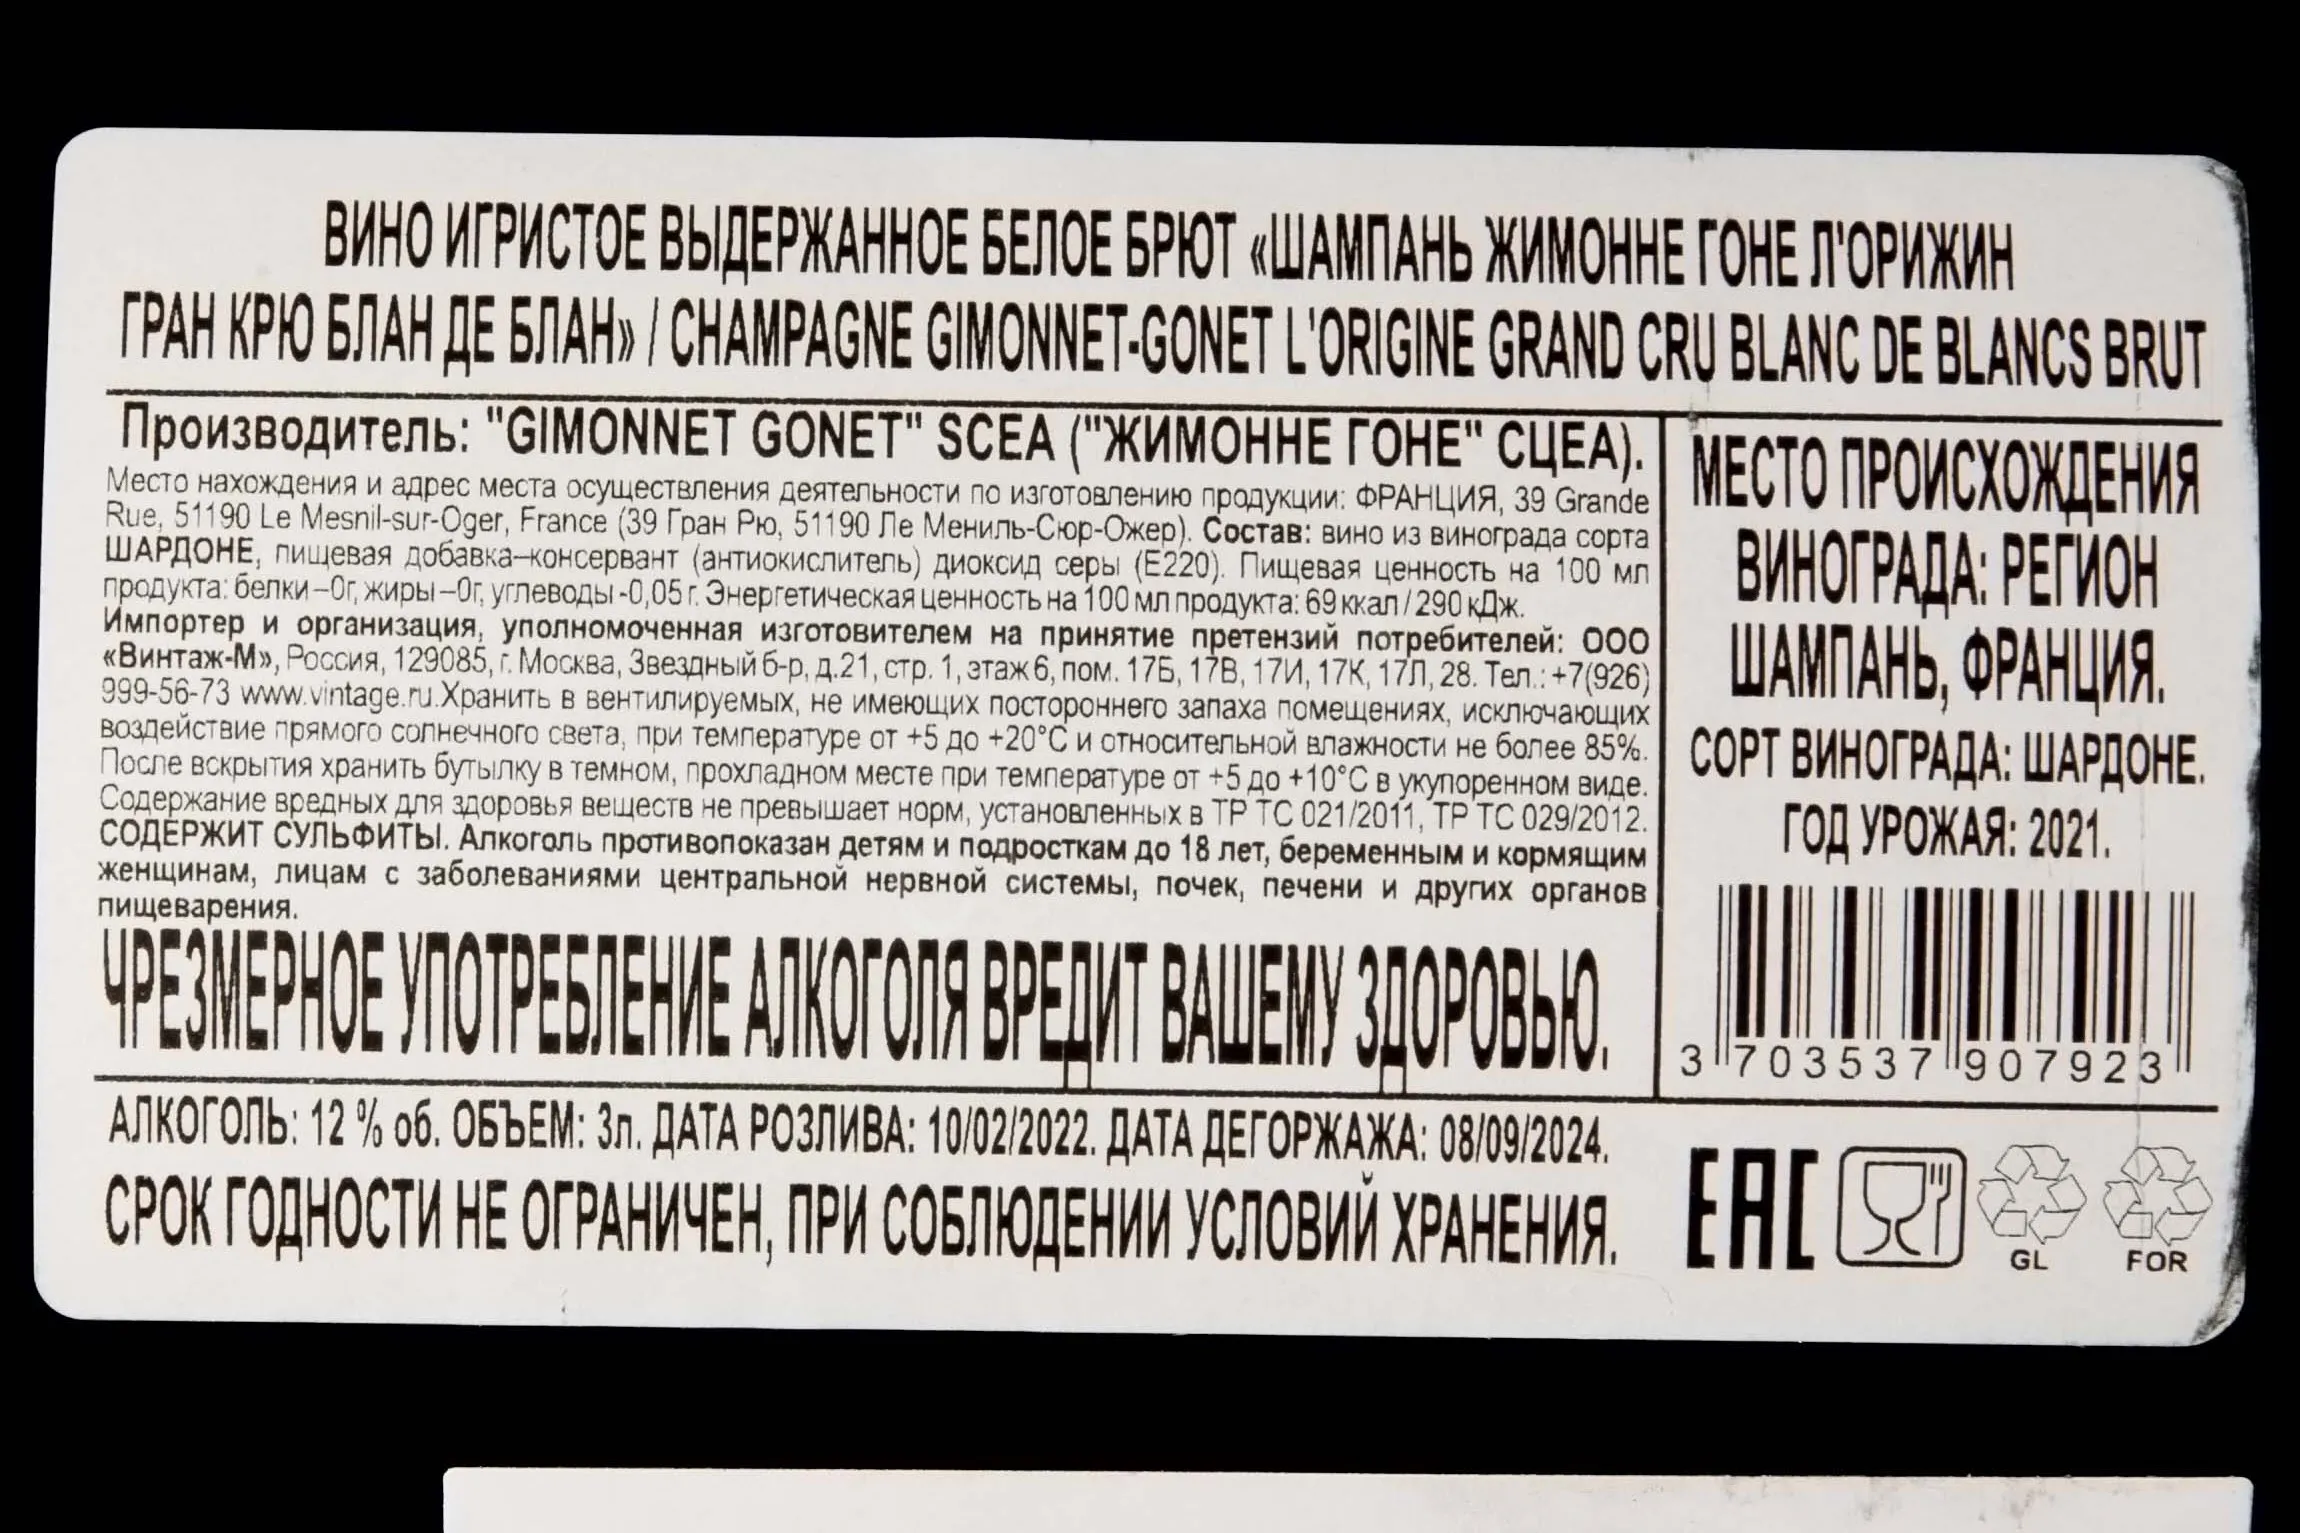 ВИНО ИГРИСТОЕ ВЫДЕРЖАННОЕ БЕЛОЕ БРЮТ «ШАМПАНЬ ЖИМОННЕ ГОНЕ Л'ОРИЖИН
ГРАН КРЮ БЛАН ДЕ БЛАН» / CHAMPAGNE GIMONNET-GONET L'ORIGINE GRAND CRU BLANC DE BLANCS BRUT
Производитель: "GIMONNET GONET" SCEA ("ЖИМОННЕ ГОНЕ" СЦЕА).
Место нахождения и адрес места осуществления деятельности по изготовлению продукции: ФРАНЦИЯ, 39 Grande
Rue, 51190 Le Mesnil-sur-Oger, France (39 Гран Рю, 51190 Ле Мениль-Сюр-Ожер). Состав: вино из винограда сорта
ШАРДОНЕ, пищевая добавка–консервант (антиокислитель) диоксид серы (Е220). Пищевая ценность на 100 мл
продукта: белки–0г, жиры–0г, углеводы-0,05 г. Энергетическая ценность на 100 мл продукта: 69 ккал / 290 кДж.
Импортер и организация, уполномоченная изготовителем на принятие претензий потребителей: ООО
«Винтаж-М», Россия, 129085, г. Москва, Звездный б-р, д.21, стр. 1, этаж 6, пом. 17Б, 17В, 17И, 17К, 17Л, 28. Тел.: +7(926)
999-56-73 www.vintage.ru.Хранить в вентилируемых, не имеющих постороннего запаха помещениях, исключающих
воздействие прямого солнечного света, при температуре от +5 до +20°С и относительной влажности не более 85%.
После вскрытия хранить бутылку в темном, прохладном месте при температуре от +5 до +10°С в укупоренном виде.
Содержание вредных для здоровья веществ не превышает норм, установленных в ТР ТС 021/2011, ТР ТС 029/2012.
СОДЕРЖИТ СУЛЬФИТЫ. Алкоголь противопоказан детям и подросткам до 18 лет, беременным и кормящим
женщинам, лицам с заболеваниями центральной нервной системы, почек, печени и других органов
пищеварения.
ЧРЕЗМЕРНОЕ УПОТРЕБЛЕНИЕ АЛКОГОЛЯ ВРЕДИТ ВАШЕМУ ЗДОРОВЬЮ.
МЕСТО ПРОИСХОЖДЕНИЯ
ВИНОГРАДА: РЕГИОН
ШАМПАНЬ, ФРАНЦИЯ.
СОРТ ВИНОГРАДА: ШАРДОНЕ.
ГОД УРОЖАЯ: 2021.
3 703537 907923
АЛКОГОЛЬ: 12 % об. ОБЪЕМ: 3л. ДАТА РОЗЛИВА: 10/02/2022. ДАТА ДЕГОРЖАЖА: 08/09/2024.
СРОК ГОДНОСТИ НЕ ОГРАНИЧЕН, ПРИ СОБЛЮДЕНИИ УСЛОВИЙ ХРАНЕНИЯ.
EAC
GL
FOR